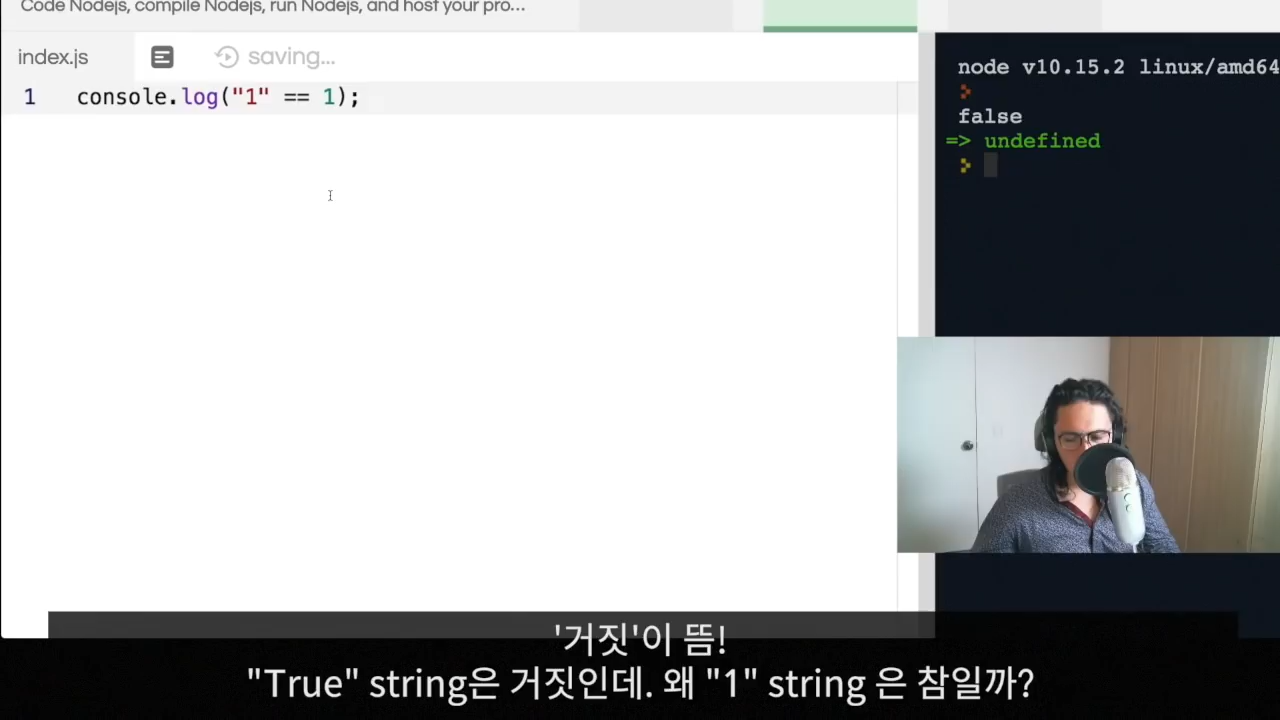 Code Nodejs, compile Nodejs, run Nodejs, and host your pro...
index.js
saving...
1 console.log("1" == 1);
node v10.15.2 linux/amd64
false
=> undefined
'거짓'이 뜸!
"True" string은 거짓인데. 왜 "1" string 은 참일까?